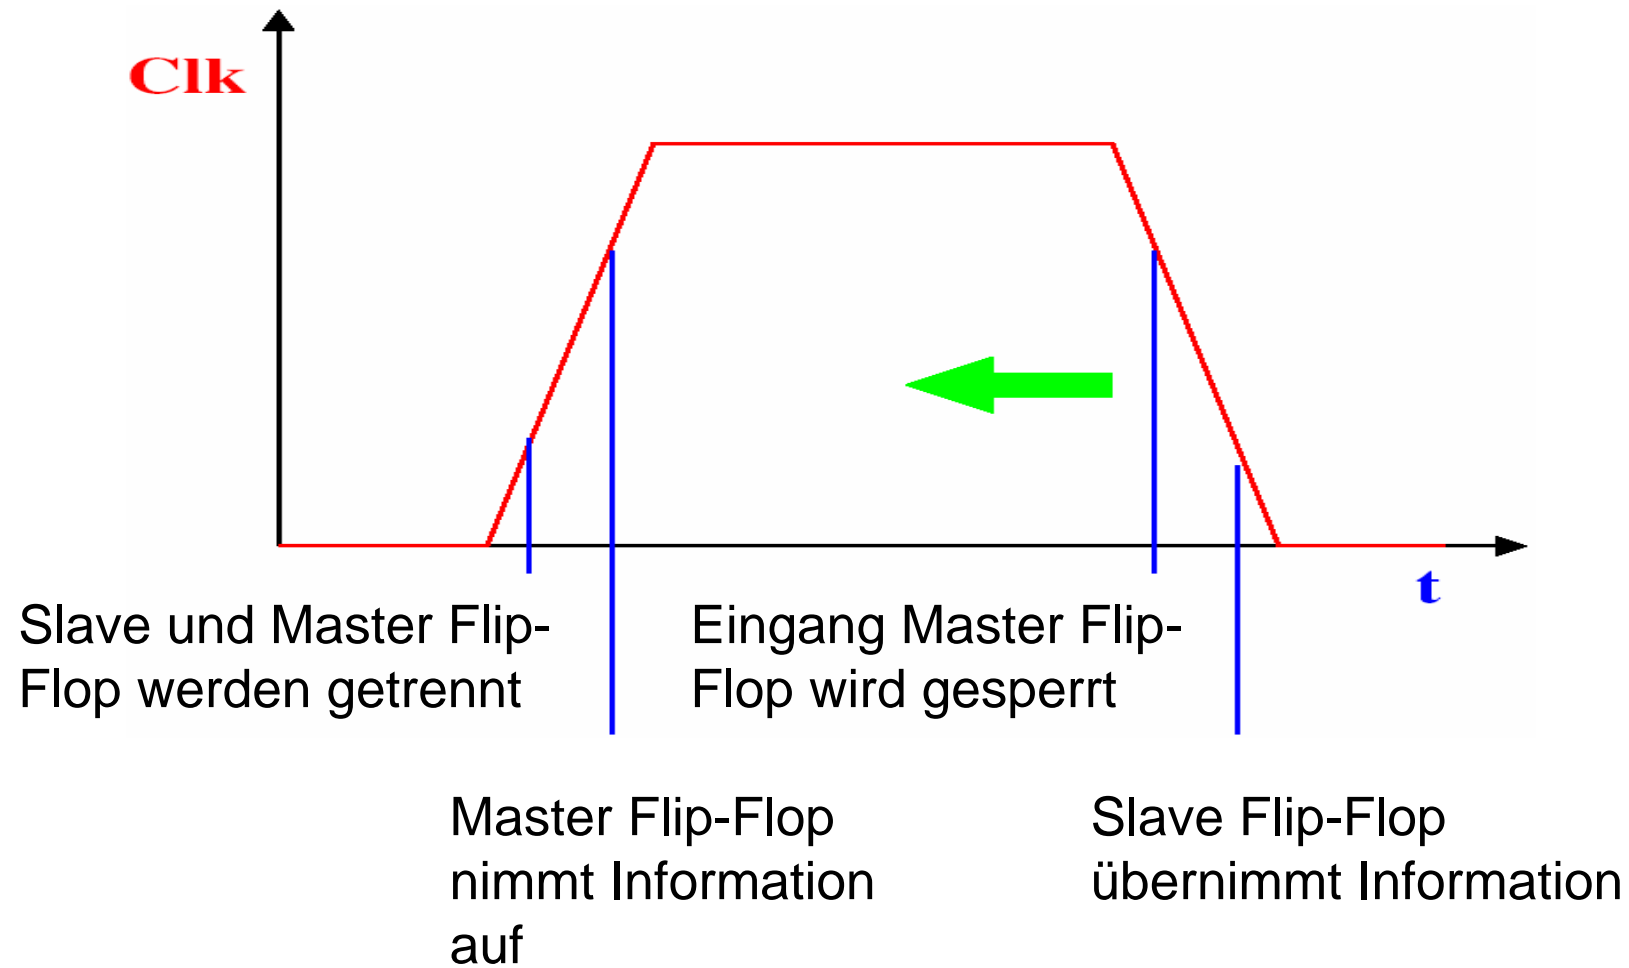 Clk
t
Slave und Master Flip-
Flop werden getrennt
Eingang Master Flip-
Flop wird gesperrt
Master Flip-Flop
nimmt Information
auf
Slave Flip-Flop
übernimmt Information